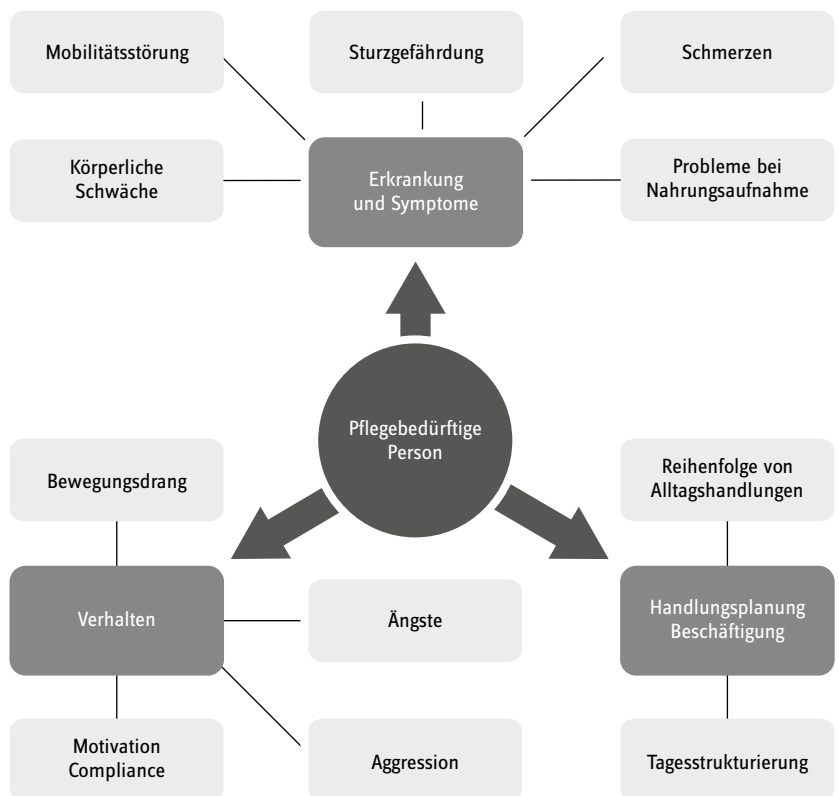 Mobilitätsstörung
Sturzgefährdung
Schmerzen
Körperliche
Schwäche
Erkrankung
und Symptome
Probleme bei
Nahrungsaufnahme
Pflegebedürftige
Person
Bewegungsdrang
Reihenfolge von
Alltagshandlungen
Verhalten
Ängste
Handlungsplanung
Beschäftigung
Motivation
Compliance
Aggression
Tagesstrukturierung